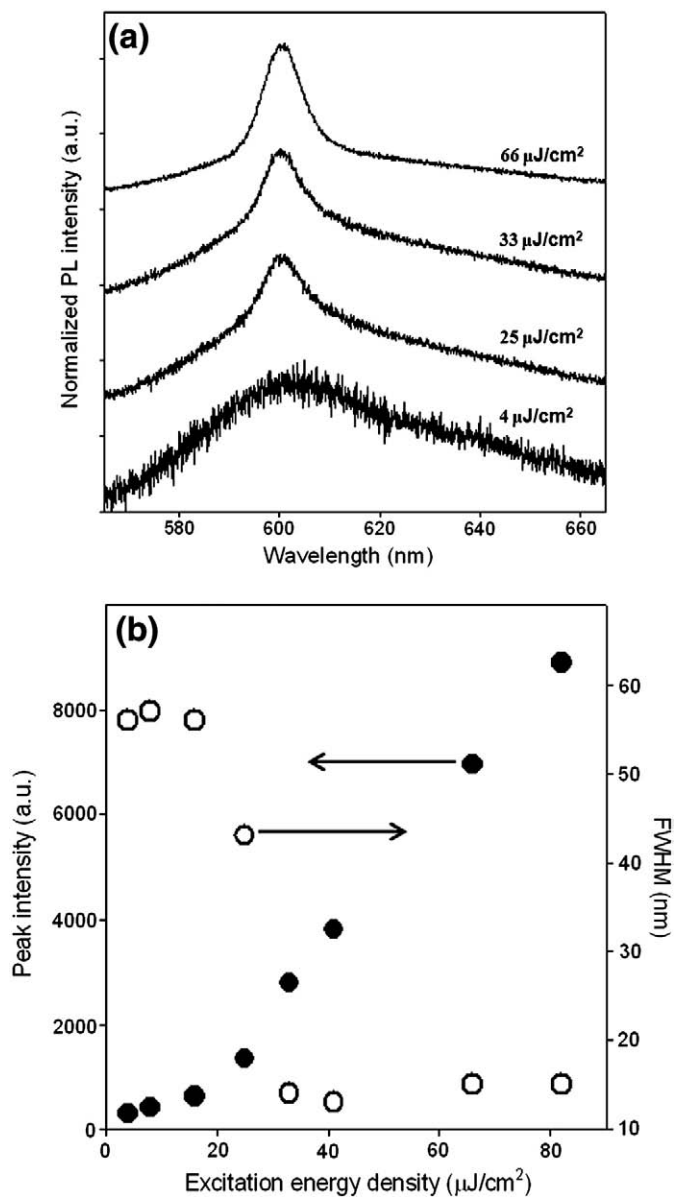 (a)
Normalized PL intensity (a.u.)
66 µJ/cm²
33 µJ/cm²
25 µJ/cm²
4 µJ/cm²
580 600 620 640 660
Wavelength (nm)
(b)
Peak intensity (a.u.)
8000
6000
4000
2000
0
60
50
40
30
20
10
FWHM (nm)
0 20 40 60 80
Excitation energy density (µJ/cm²)